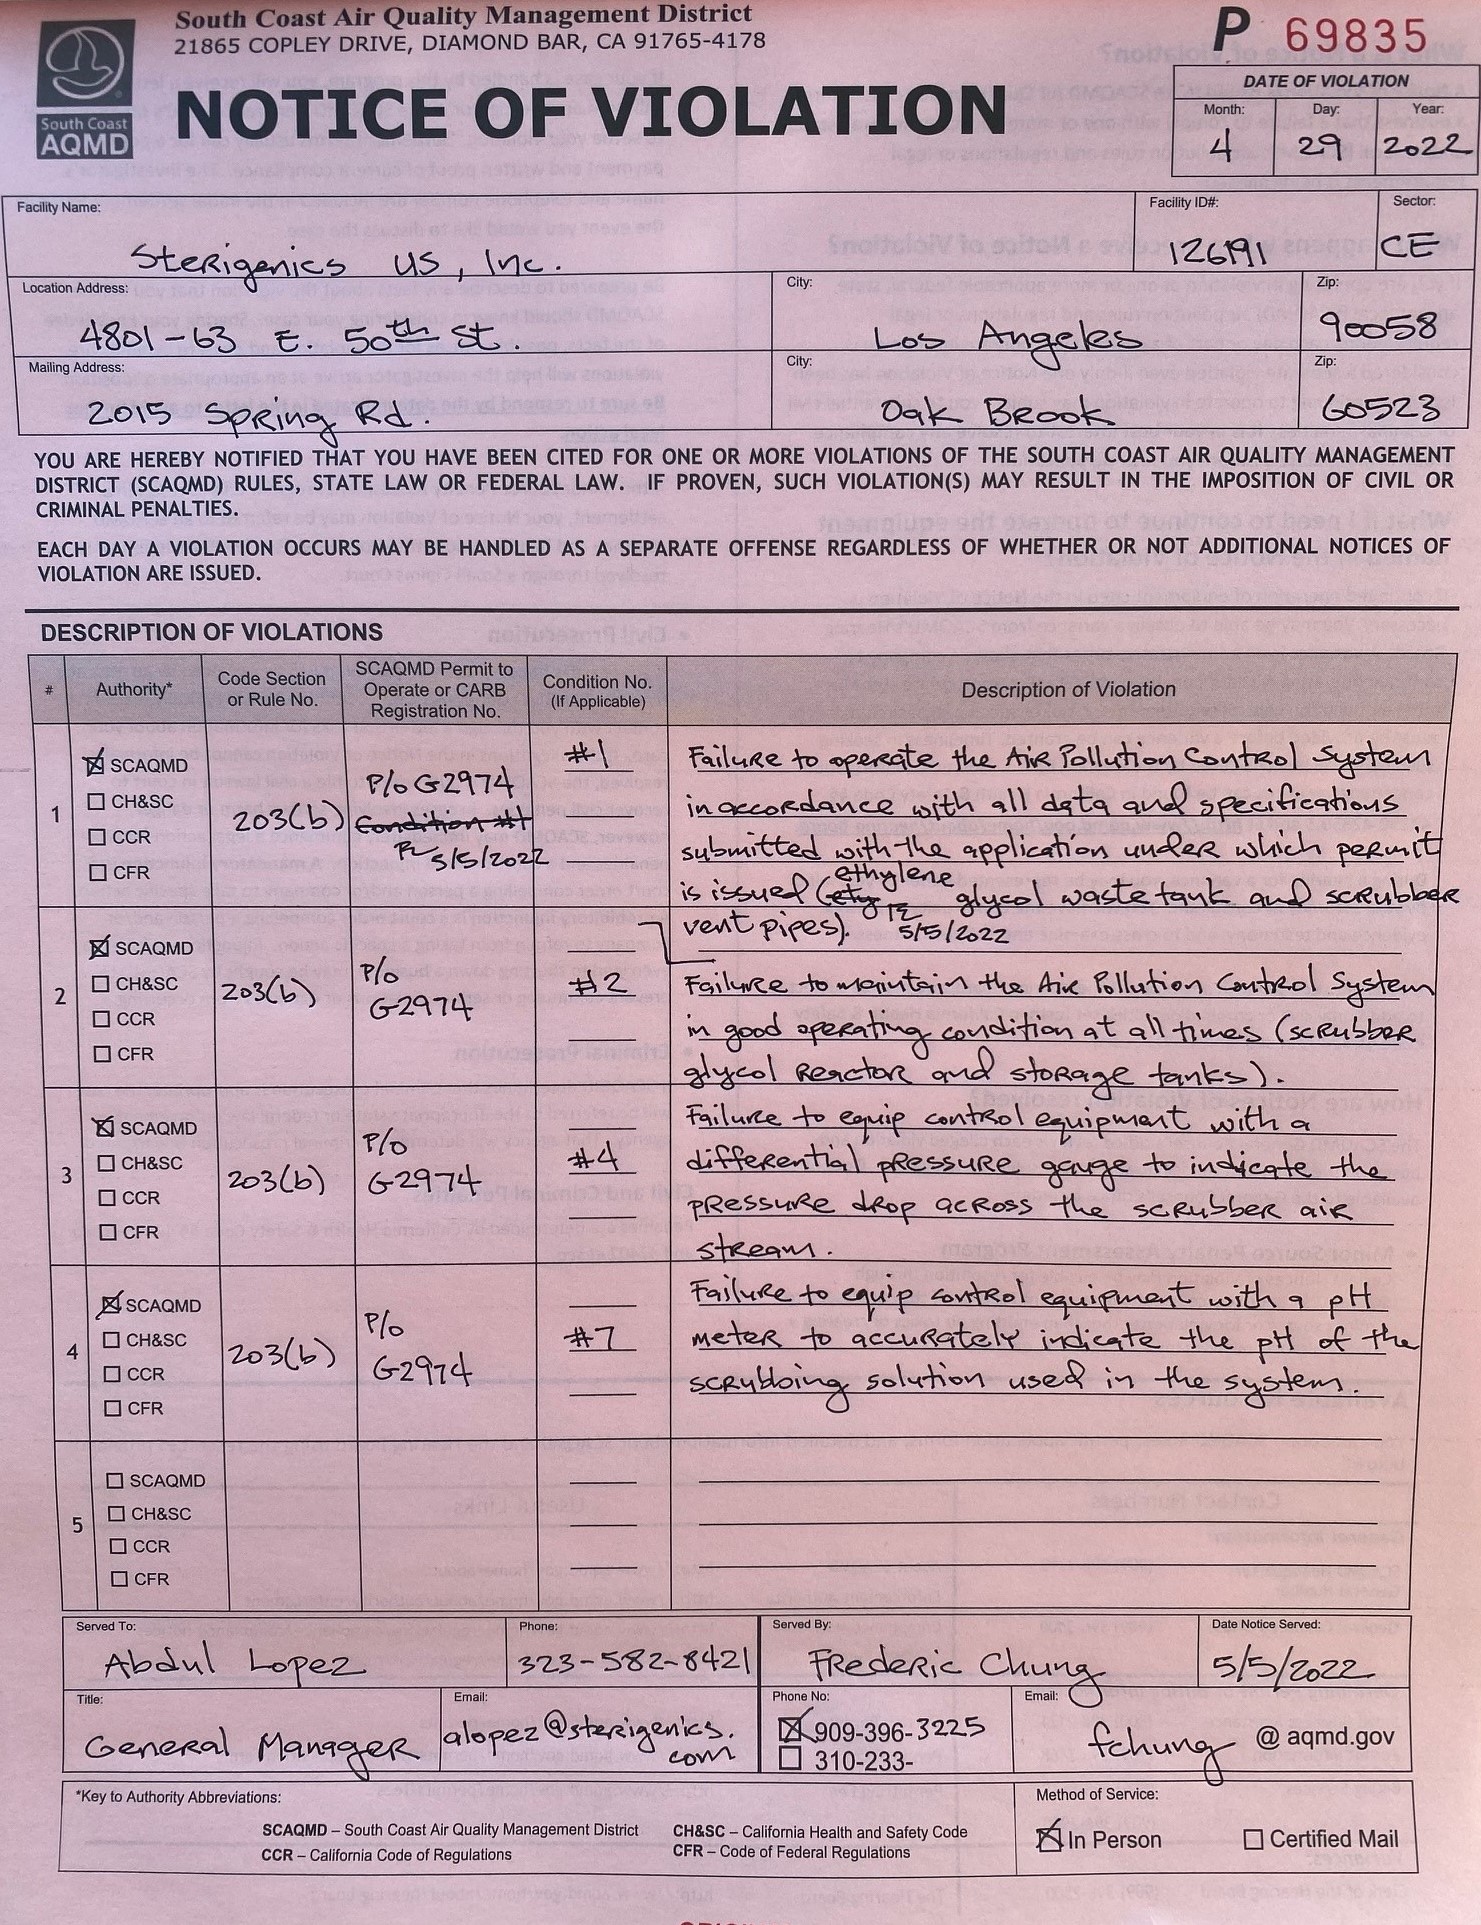 South Coast Air Quality Management District
21865 COPLEY DRIVE, DIAMOND BAR, CA 91765-4178
P 69835
South Coast
AQMD
NOTICE OF VIOLATION
DATE OF VIOLATION
Month: Day: Year:
4 29 2022
Facility Name: Facility ID#: Sector:
Sterigenics US, Inc. 126191 CE
Location Address: City: Zip:
4801-63 E. 50th St. Los Angeles 90058
Mailing Address: City: Zip:
2015 Spring Rd. Oak Brook 60523
YOU ARE HEREBY NOTIFIED THAT YOU HAVE BEEN CITED FOR ONE OR MORE VIOLATIONS OF THE SOUTH COAST AIR QUALITY MANAGEMENT
DISTRICT (SCAQMD) RULES, STATE LAW OR FEDERAL LAW. IF PROVEN, SUCH VIOLATION(S) MAY RESULT IN THE IMPOSITION OF CIVIL OR
CRIMINAL PENALTIES.
EACH DAY A VIOLATION OCCURS MAY BE HANDLED AS A SEPARATE OFFENSE REGARDLESS OF WHETHER OR NOT ADDITIONAL NOTICES OF
VIOLATION ARE ISSUED.
DESCRIPTION OF VIOLATIONS
#
Authority*
Code Section
or Rule No.
SCAQMD Permit to
Operate or CARB
Registration No.
Condition No.
(If Applicable)
Description of Violation
1
SCAQMD
CH&SC
CCR
CFR
203(b)
P/O G2974
Condition #1
5/5/2022
#1
Failure to operate the Air Pollution Control System
in accordance with all data and specifications
submitted with the application under which permit
ethylene
is issued (ety glycol waste tank and scrubber
vent pipes). 5/5/2022
2
SCAQMD
CH&SC
CCR
CFR
203(b)
P/O
G2974
#2
Failure to maintain the Air Pollution Control System
in good operating condition at all times (scrubber
glycol reactor and storage tanks).
3
SCAQMD
CH&SC
CCR
CFR
203(b)
P/O
G2974
#4
Failure to equip control equipment with a
differential pressure gauge to indicate the
pressure drop across the scrubber air
stream.
4
SCAQMD
CH&SC
CCR
CFR
203(b)
P/O
G2974
#7
Failure to equip control equipment with a pH
meter to accurately indicate the pH of the
scrubbing solution used in the system.
5
SCAQMD
CH&SC
CCR
CFR
Served To: Phone: Served By: Date Notice Served:
Abdul Lopez 323-582-8421 Frederic Chung 5/5/2022
Title: Email: Phone No: Email:
General Manager
alopez@sterigenics.
com
909-396-3225
310-233-
fchung @ aqmd.gov
*Key to Authority Abbreviations:
SCAQMD – South Coast Air Quality Management District CH&SC – California Health and Safety Code
CCR – California Code of Regulations CFR – Code of Federal Regulations
Method of Service:
In Person Certified Mail